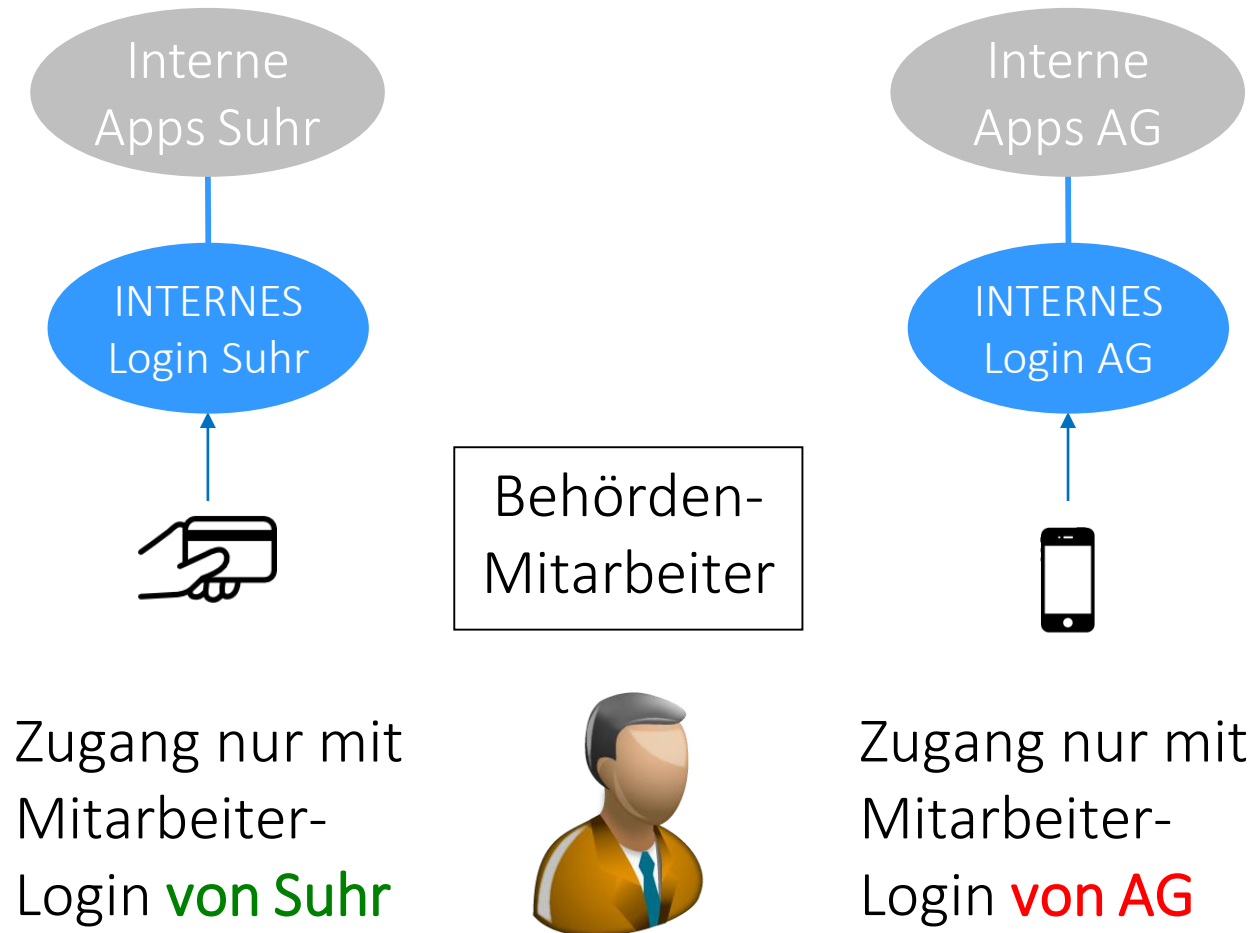 Interne
Apps Suhr
Interne
Apps AG
INTERNES
Login Suhr
INTERNES
Login AG
Behörden-
Mitarbeiter
Zugang nur mit
Mitarbeiter-
Login von Suhr
Zugang nur mit
Mitarbeiter-
Login von AG